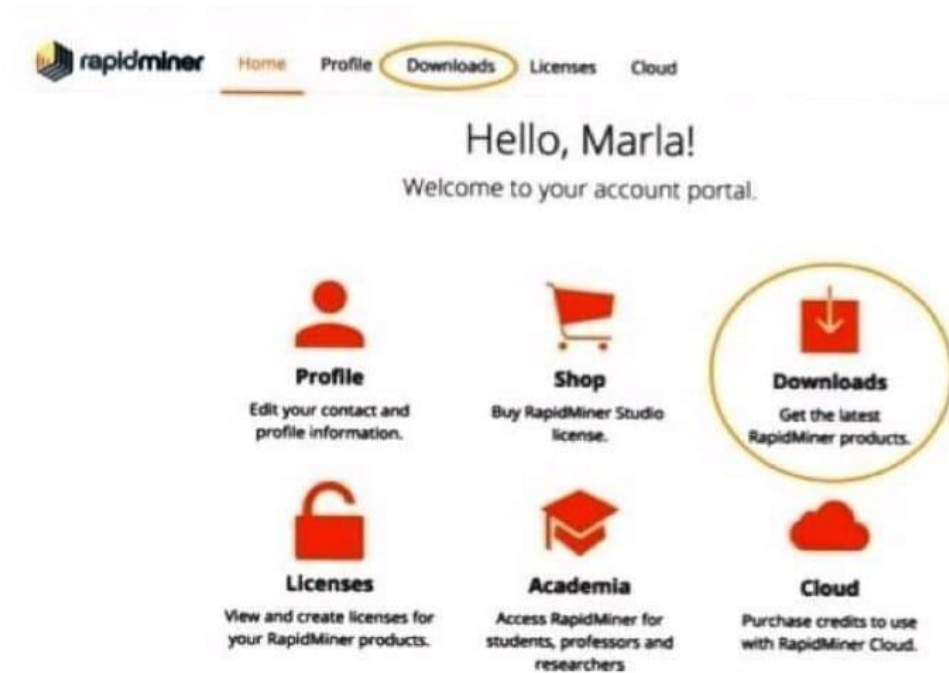 rapidminer Home Profile Downloads Licenses Cloud
Hello, Marla!
Welcome to your account portal.
Profile
Edit your contact and
profile information.
Shop
Buy RapidMiner Studio
license.
Downloads
Get the latest
RapidMiner products.
Licenses
View and create licenses for
your RapidMiner products.
Academia
Access RapidMiner for
students, professors and
researchers
Cloud
Purchase credits to use
with RapidMiner Cloud.